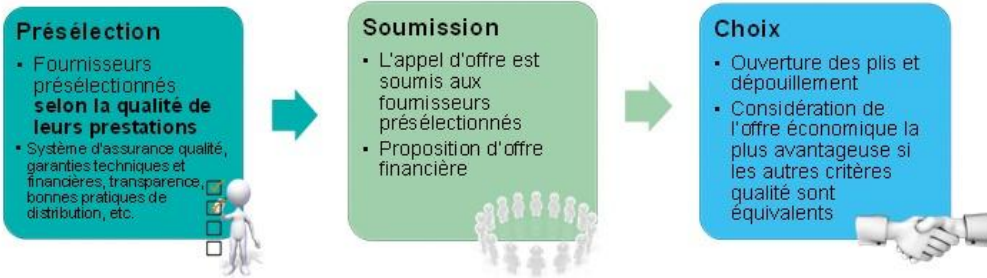 Présélection
▪ Fournisseurs
présélectionnés
selon la qualité de
leurs prestations
▪ Système d'assurance qualité,
garanties techniques et
financières, transparence,
bonnes pratiques de
distribution, etc.
Soumission
▪ L'appel d'offre est
soumis aux
fournisseurs
présélectionnés
▪ Proposition d'offre
financière
Choix
▪ Ouverture des plis et
dépouillement
▪ Considération de
l'offre économique la
plus avantageuse si
les autres critères
qualité sont
équivalents